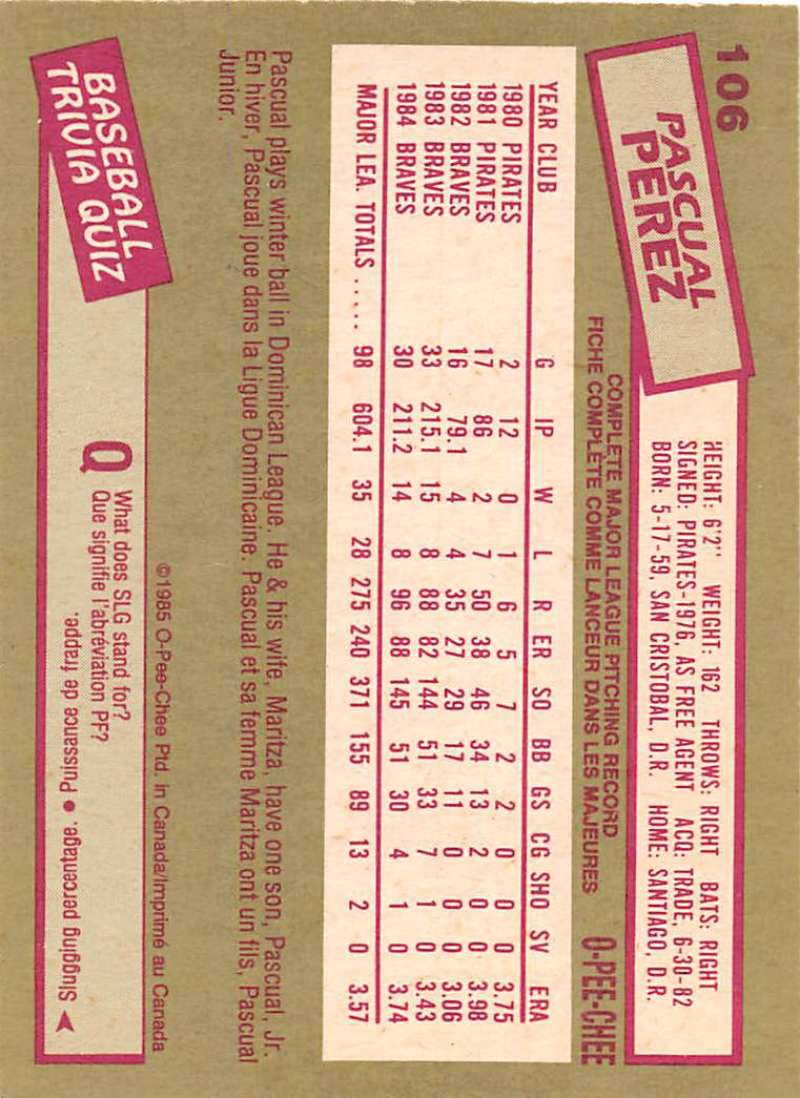 106
PASCUAL
PEREZ
HEIGHT: 6'2" WEIGHT: 162 THROWS: RIGHT BATS: RIGHT
SIGNED: PIRATES-1976, AS FREE AGENT ACQ: TRADE, 6-30-82
BORN: 5-17-59, SAN CRISTOBAL, D.R. HOME: SANTIAGO, D.R.
COMPLETE MAJOR LEAGUE PITCHING RECORD
FICHE COMPLÈTE COMME LANCEUR DANS LES MAJEURES
O-PEE-CHEE
YEAR CLUB G IP W L R ER SO BB GS CG SHO SV ERA
1980 PIRATES 2 12 0 1 6 5 7 2 2 0 0 0 3.75
1981 PIRATES 17 86 2 7 50 38 46 34 13 2 0 0 3.98
1982 BRAVES 16 79.1 4 4 35 27 29 17 11 0 0 0 3.06
1983 BRAVES 33 215.1 15 8 88 82 144 51 33 7 1 0 3.43
1984 BRAVES 30 211.2 14 8 96 88 145 51 30 4 1 0 3.74
MAJOR LEA. TOTALS ..... 98 604.1 35 28 275 240 371 155 89 13 2 0 3.57
Pascual plays winter ball in Dominican League. He & his wife, Maritza, have one son, Pascual, Jr.
En hiver, Pascual joue dans la Ligue Dominicaine. Pascual et sa femme Maritza ont un fils, Pascual
Junior.
©1985 O-Pee-Chee Ptd. in Canada/Imprimé au Canada
BASEBALL
TRIVIA QUIZ
Q What does SLG stand for?
Que signifie l'abréviation PF?
Slugging percentage. • Puissance de frappe.